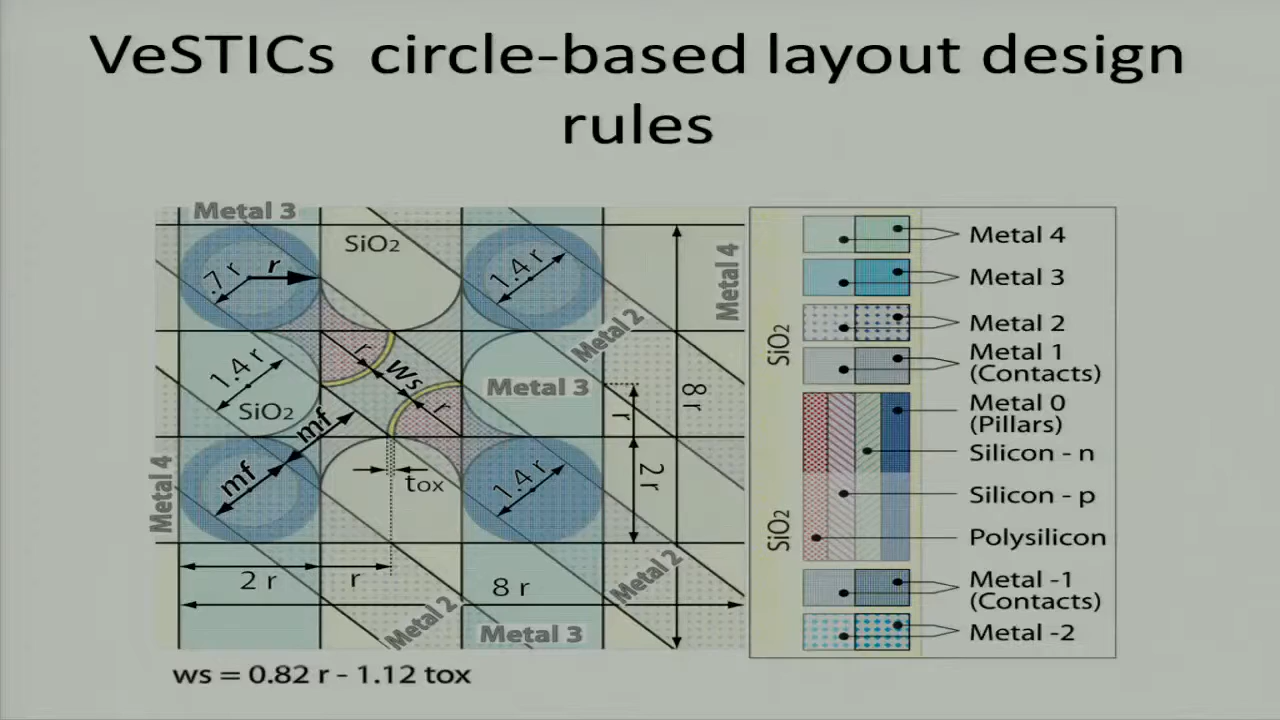 VeSTICs circle-based layout design
rules
Metal 3
SiO2
.7 r
r
1.4 r
Metal 4
Metal 2
1.4 r
SiO2
r
Ws
r
Metal 3
r
8 r
mf
mf
Metal 4
tox
1.4 r
2 r
2 r
r
8 r
Metal 2
Metal 2
Metal 3
ws = 0.82 r - 1.12 tox
SiO2
SiO2
Metal 4
Metal 3
Metal 2
Metal 1
(Contacts)
Metal 0
(Pillars)
Silicon - n
Silicon - p
Polysilicon
Metal -1
(Contacts)
Metal -2